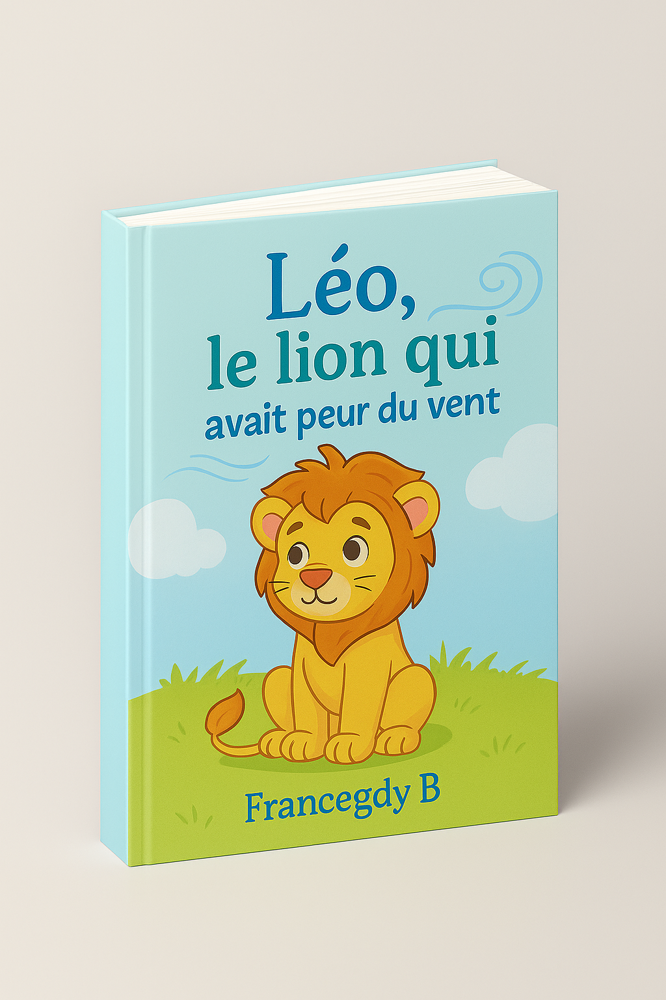 Léo,
le lion qui
avait peur du vent
Francegdy B